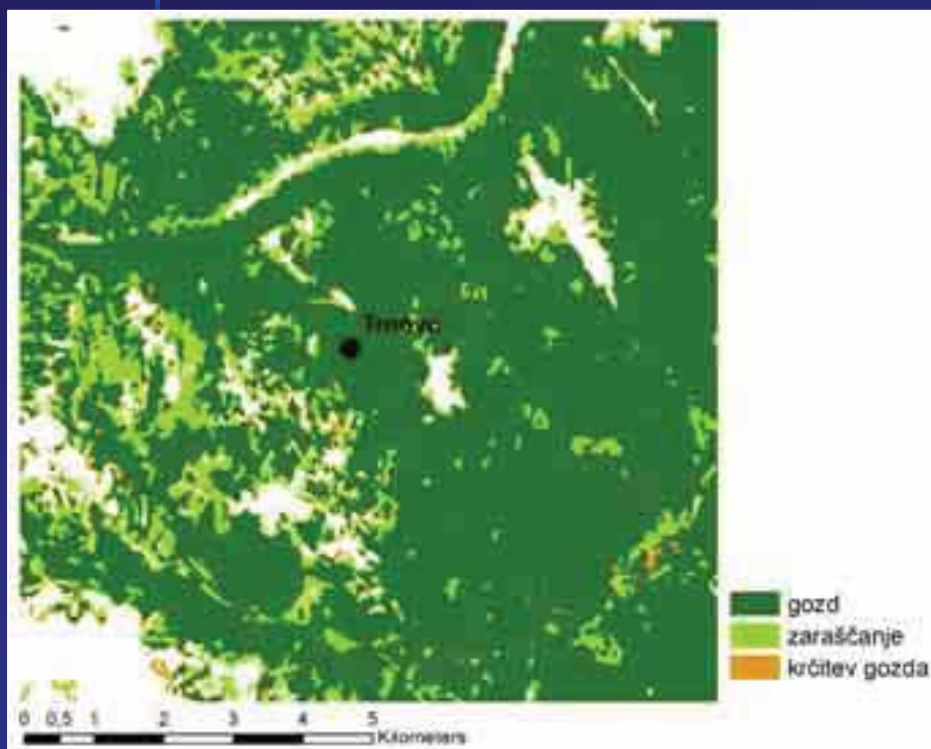 Trnovo
gozd
zaraščanje
krčitev gozda
0 0,5 1 2 3 4 5
Kilometers